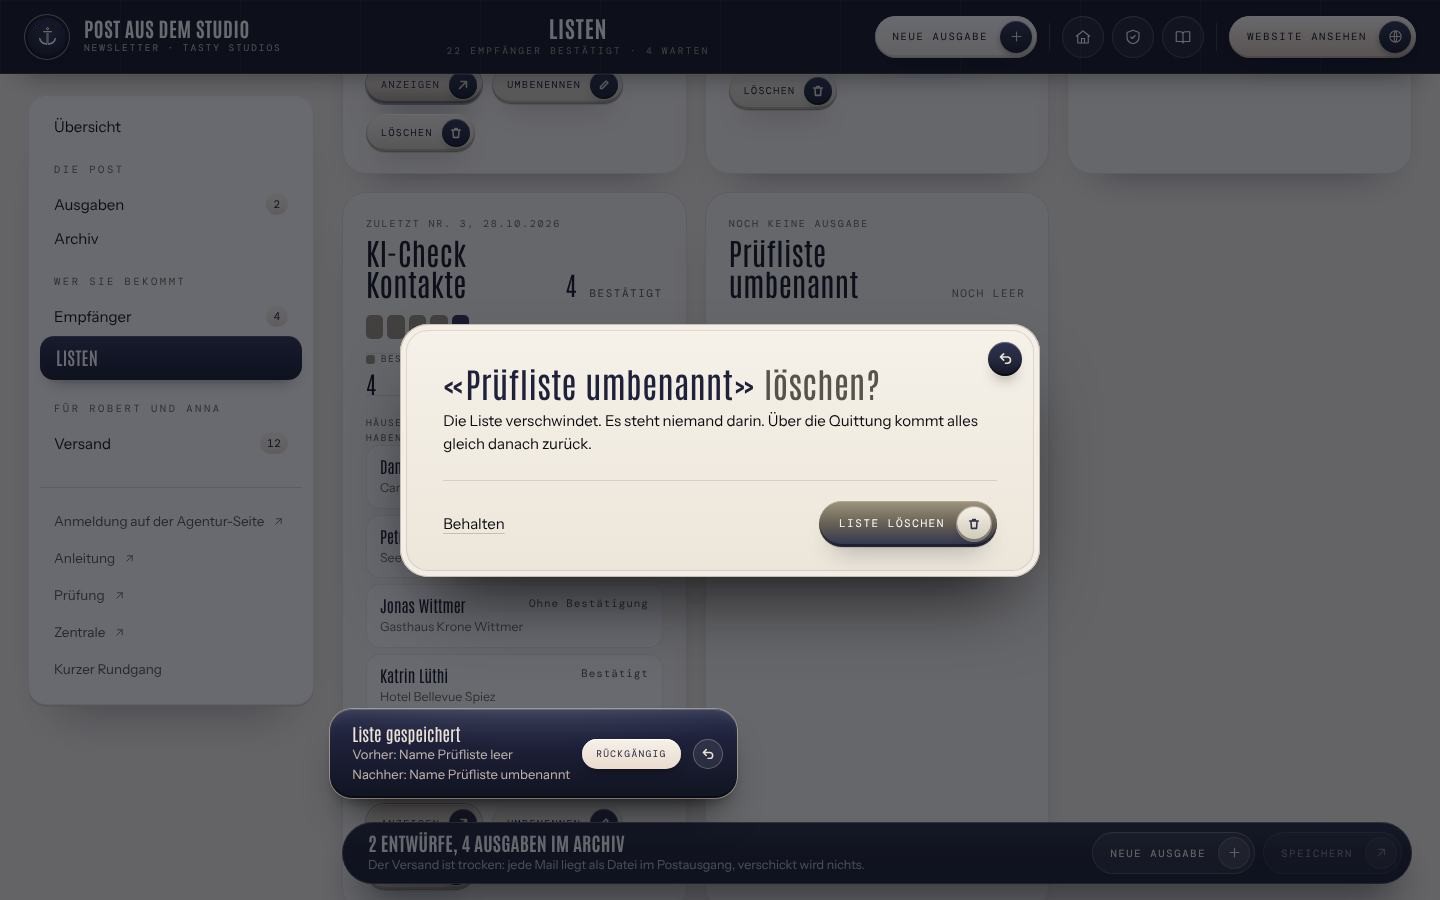 POST AUS DEM STUDIO
NEWSLETTER · TASTY STUDIOS
LISTEN
22 EMPFÄNGER BESTÄTIGT · 4 WARTEN
NEUE AUSGABE
WEBSITE ANSEHEN
Übersicht
DIE POST
Ausgaben 2
Archiv
WER SIE BEKOMMT
Empfänger 4
LISTEN
FÜR ROBERT UND ANNA
Versand 12
Anmeldung auf der Agentur-Seite
Anleitung
Prüfung
Zentrale
Kurzer Rundgang
ANZEIGEN
UMBENENNEN
LÖSCHEN
LÖSCHEN
ZULETZT NR. 3, 28.10.2026
KI-Check
Kontakte
4 BESTÄTIGT
4
NOCH KEINE AUSGABE
Prüfliste
umbenannt
NOCH LEER
«Prüfliste umbenannt» löschen?
Die Liste verschwindet. Es steht niemand darin. Über die Quittung kommt alles
gleich danach zurück.
Behalten
LISTE LÖSCHEN
Jonas Wittmer
Ohne Bestätigung
Gasthaus Krone Wittmer
Katrin Lüthi
Bestätigt
Hotel Bellevue Spiez
Liste gespeichert
Vorher: Name Prüfliste leer
Nachher: Name Prüfliste umbenannt
RÜCKGÄNGIG
2 ENTWÜRFE, 4 AUSGABEN IM ARCHIV
Der Versand ist trocken: jede Mail liegt als Datei im Postausgang, verschickt wird nichts.
NEUE AUSGABE
SPEICHERN